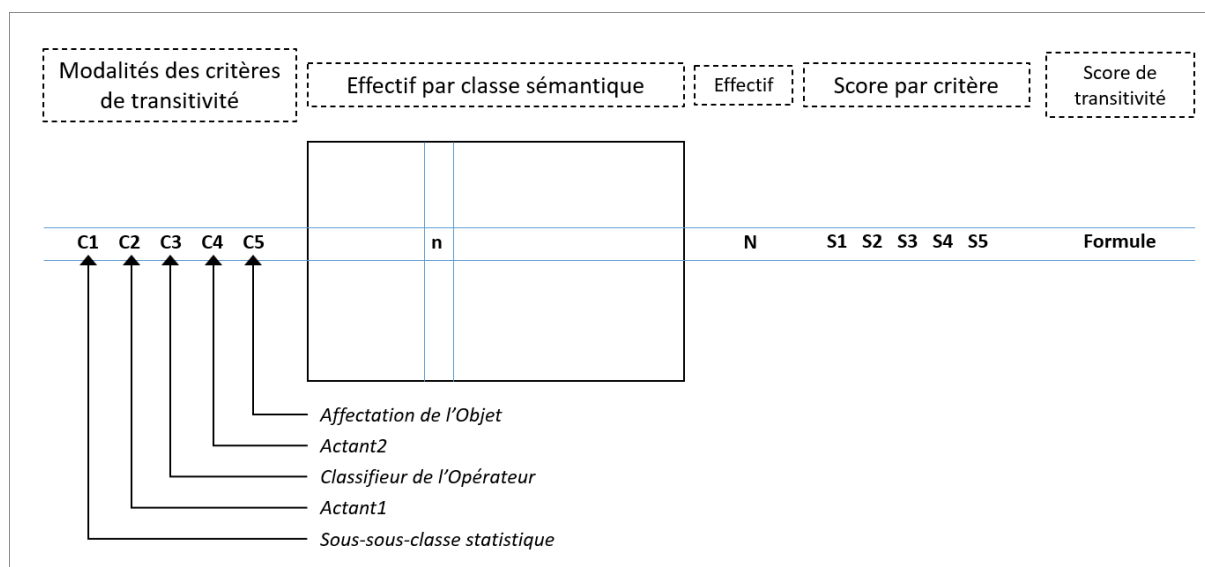 Modalités des critères
de transitivité
Effectif par classe sémantique
Effectif
Score par critère
Score de
transitivité
C1 C2 C3 C4 C5 n N S1 S2 S3 S4 S5 Formule
Affectation de l’Objet
Actant2
Classifieur de l’Opérateur
Actant1
Sous-sous-classe statistique